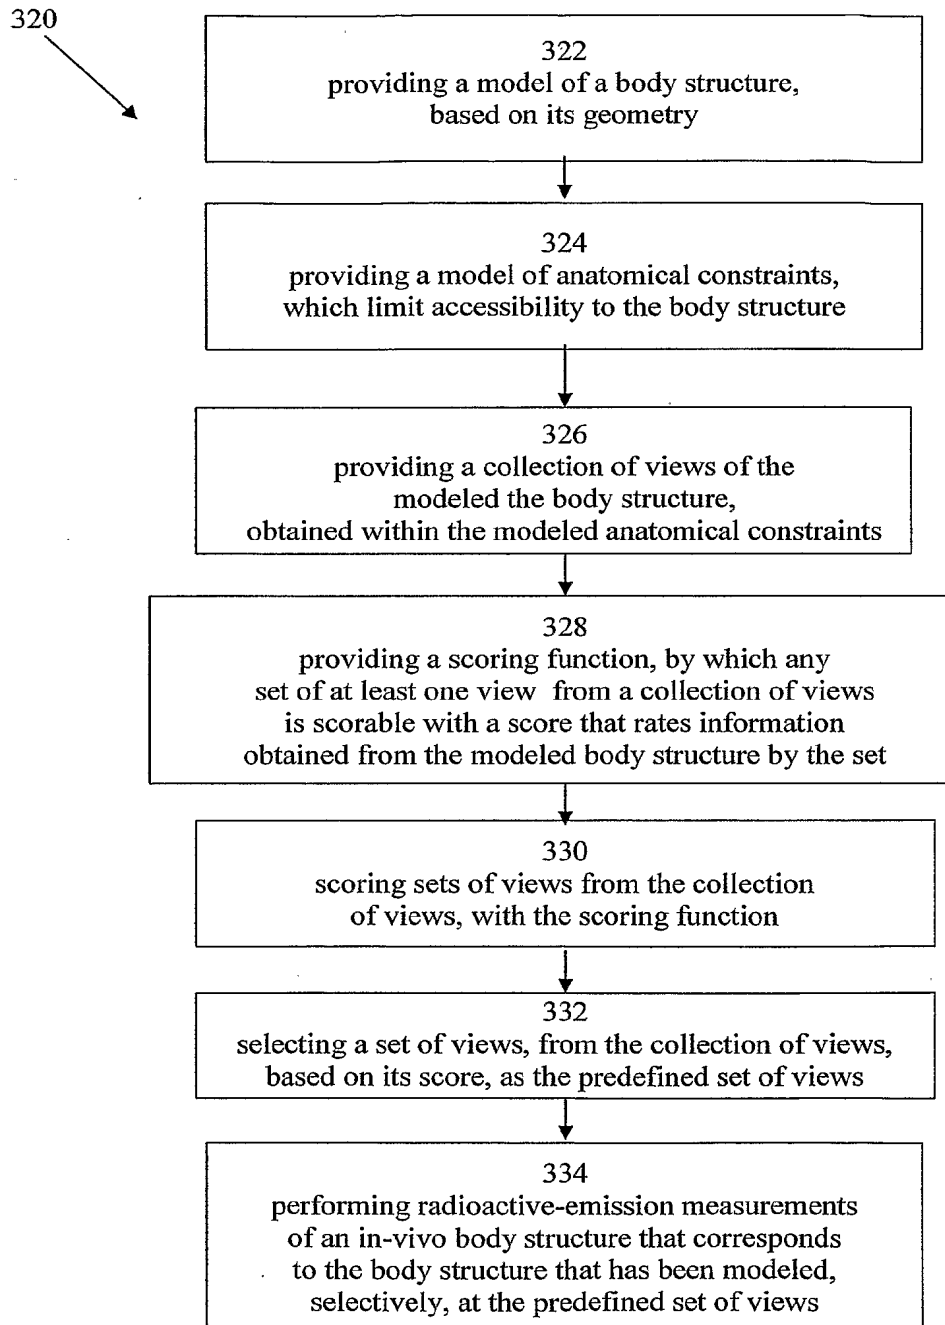 320
322
providing a model of a body structure,
based on its geometry
324
providing a model of anatomical constraints,
which limit accessibility to the body structure
326
providing a collection of views of the
modeled the body structure,
obtained within the modeled anatomical constraints
328
providing a scoring function, by which any
set of at least one view from a collection of views
is scorable with a score that rates information
obtained from the modeled body structure by the set
330
scoring sets of views from the collection
of views, with the scoring function
332
selecting a set of views, from the collection of views,
based on its score, as the predefined set of views
334
performing radioactive-emission measurements
of an in-vivo body structure that corresponds
to the body structure that has been modeled,
selectively, at the predefined set of views